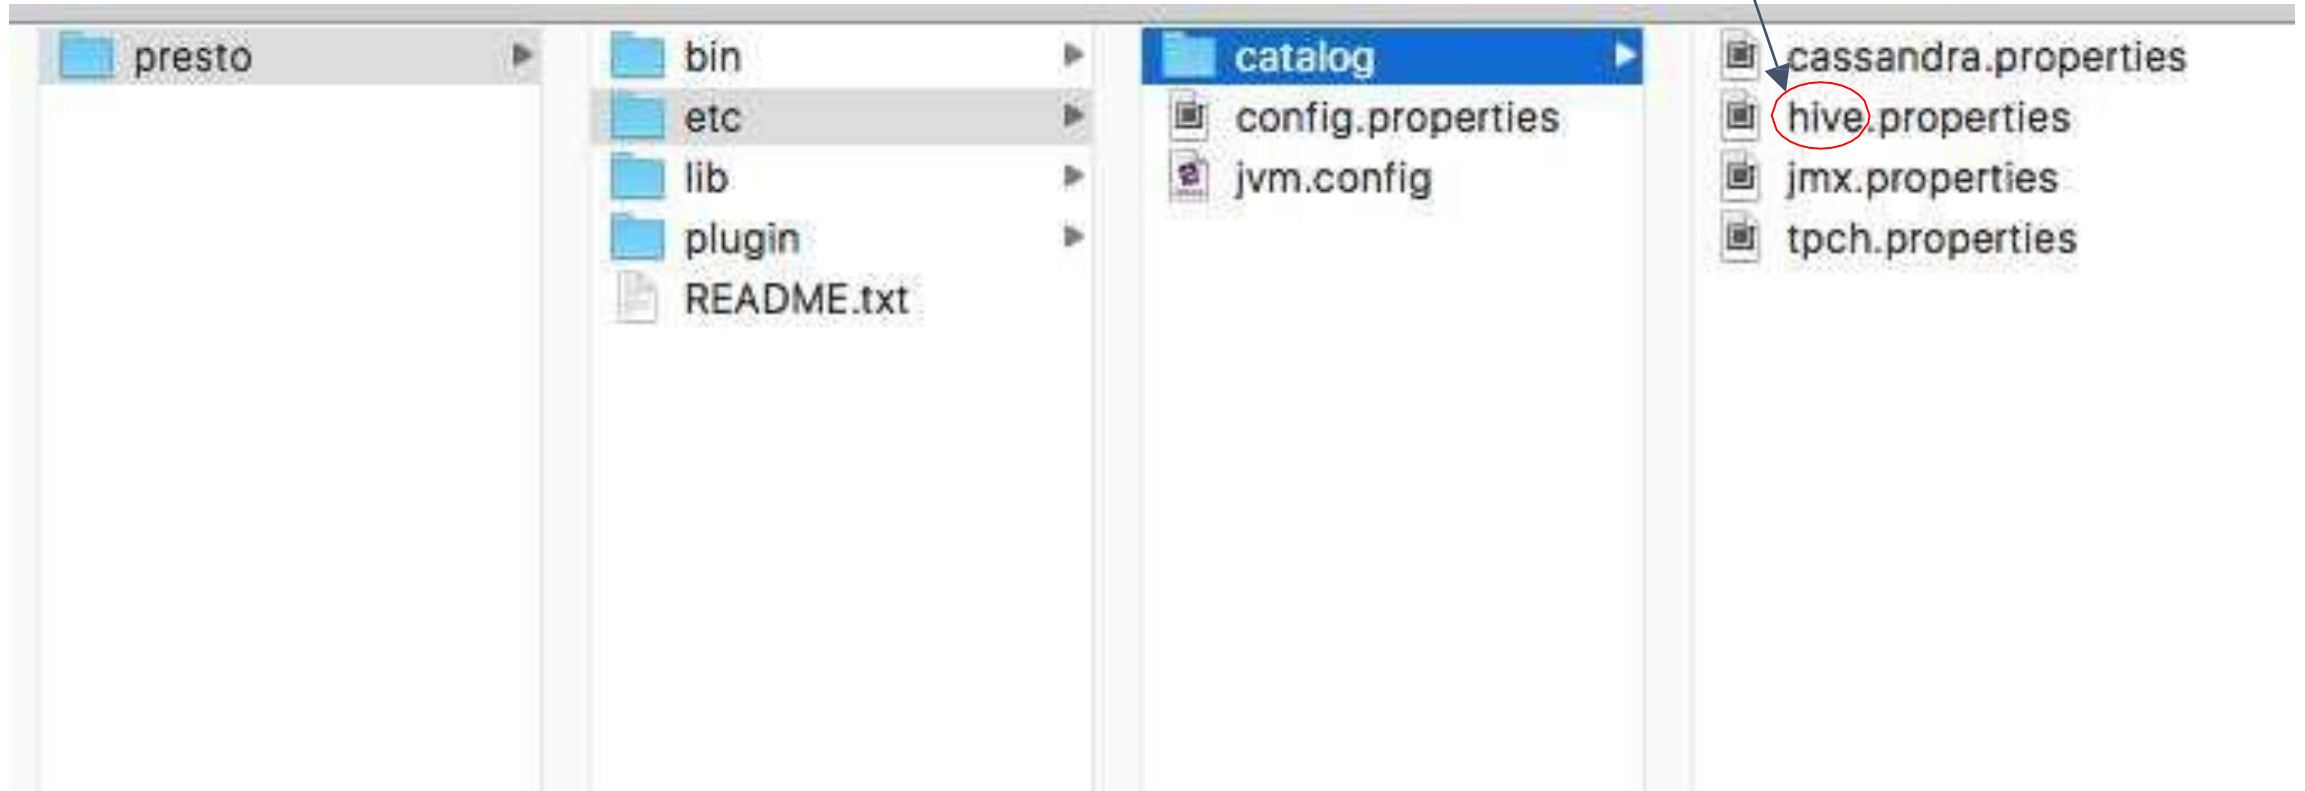 presto
bin
etc
lib
plugin
README.txt
catalog
config.properties
jvm.config
cassandra.properties
hive.properties
jmx.properties
tpch.properties